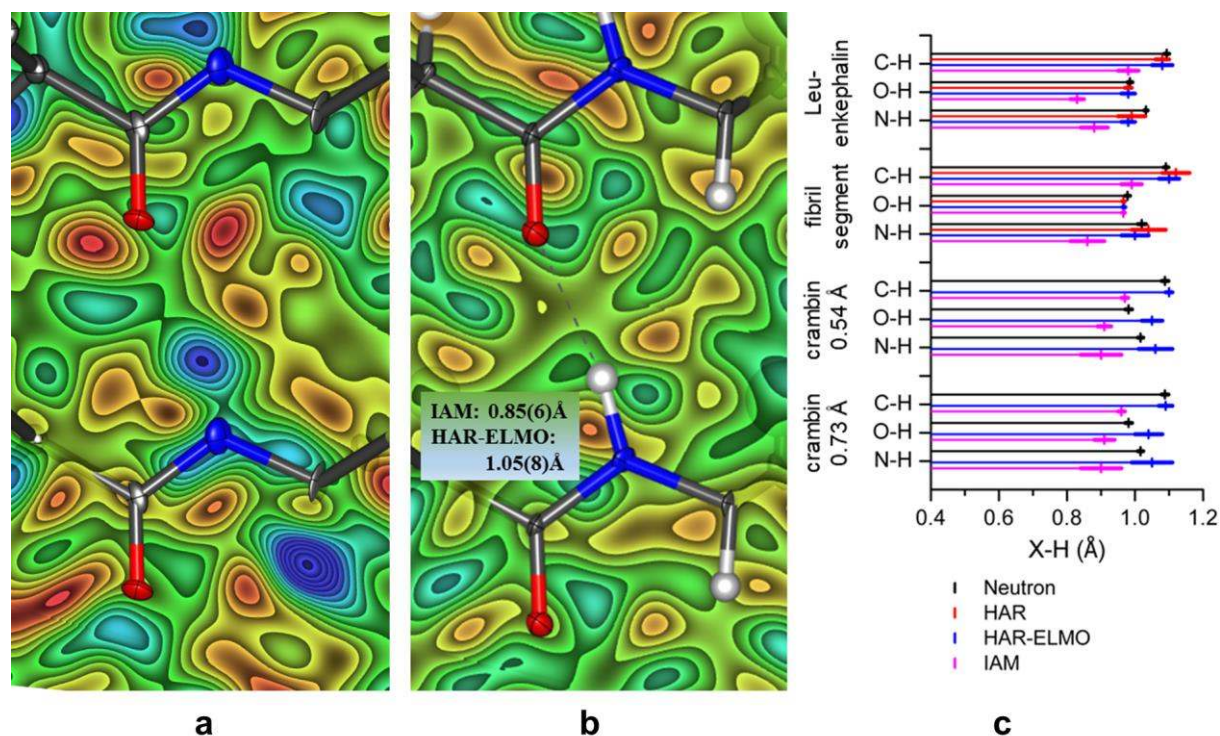 IAM: 0.85(6)Å
HAR-ELMO:
1.05(8)Å
a
b
Leu-
enkephalin
C-H
O-H
N-H
fibril
segment
C-H
O-H
N-H
crambin
0.54 Å
C-H
O-H
N-H
crambin
0.73 Å
C-H
O-H
N-H
0.4 0.6 0.8 1.0 1.2
X-H (Å)
Neutron
HAR
HAR-ELMO
IAM
c